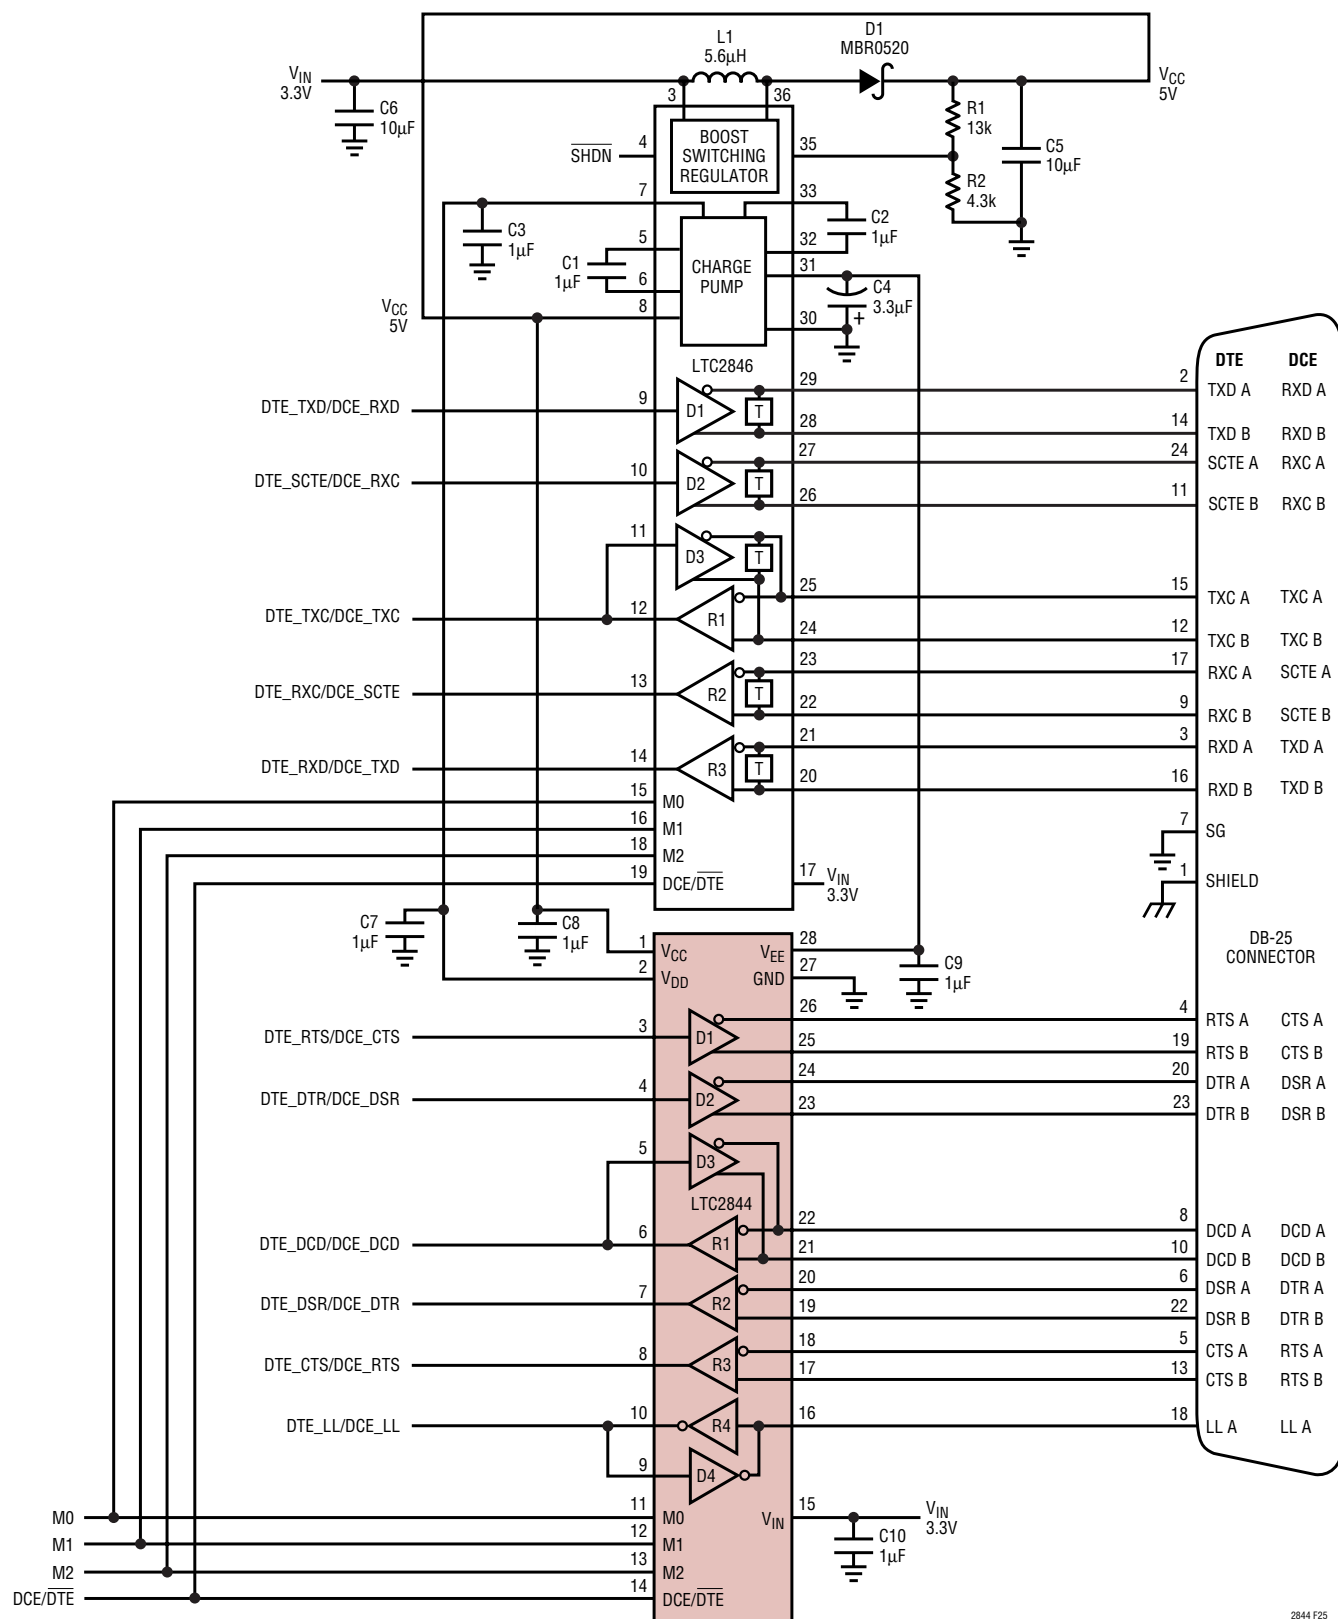 L1
5.6µH
D1
MBR0520
VIN
3.3V
VCC
5V
3
36
C6
10µF
R1
13k
BOOST
SWITCHING
REGULATOR
4
SHDN
35
C5
10µF
R2
4.3k
7
33
C3
1µF
C2
1µF
5
32
C1
1µF
CHARGE
PUMP
31
6
C4
3.3µF
+
VCC
5V
8
30
LTC2846
DTE
DCE
29
2
TXD A
RXD A
DTE_TXD/DCE_RXD
9
D1
T
28
14
TXD B
RXD B
27
24
SCTE A
RXC A
DTE_SCTE/DCE_RXC
10
D2
T
26
11
SCTE B
RXC B
11
D3
T
25
15
TXC A
TXC A
DTE_TXC/DCE_TXC
12
R1
24
12
TXC B
TXC B
23
17
RXC A
SCTE A
DTE_RXC/DCE_SCTE
13
R2
T
22
9
RXC B
SCTE B
21
3
RXD A
TXD A
DTE_RXD/DCE_TXD
14
R3
T
20
16
RXD B
TXD B
15
M0
16
M1
7
SG
18
M2
19
DCE/DTE
17
VIN
3.3V
1
SHIELD
C7
1µF
C8
1µF
DB-25
CONNECTOR
1
VCC
VEE
28
C9
1µF
2
VDD
GND
27
26
4
RTS A
CTS A
DTE_RTS/DCE_CTS
3
D1
25
19
RTS B
CTS B
24
20
DTR A
DSR A
DTE_DTR/DCE_DSR
4
D2
23
23
DTR B
DSR B
5
D3
LTC2844
22
8
DCD A
DCD A
DTE_DCD/DCE_DCD
6
R1
21
10
DCD B
DCD B
20
6
DSR A
DTR A
DTE_DSR/DCE_DTR
7
R2
19
22
DSR B
DTR B
18
5
CTS A
RTS A
DTE_CTS/DCE_RTS
8
R3
17
13
CTS B
RTS B
DTE_LL/DCE_LL
10
R4
16
18
LL A
LL A
9
D4
M0
11
M0
VIN
15
VIN
3.3V
M1
12
M1
C10
1µF
M2
13
M2
DCE/DTE
14
DCE/DTE
2844 F25